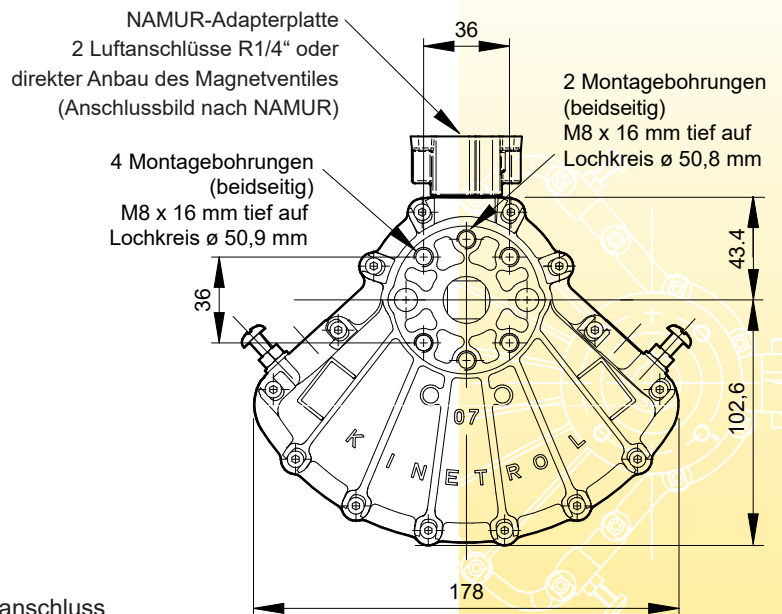 NAMUR-Adapterplatte
2 Luftanschlüsse R1/4“ oder
direkter Anbau des Magnetventiles
(Anschlussbild nach NAMUR)
36
2 Montagebohrungen
(beidseitig)
M8 x 16 mm tief auf
Lochkreis ø 50,8 mm
4 Montagebohrungen
(beidseitig)
M8 x 16 mm tief auf
Lochkreis ø 50,9 mm
43.4
36
102,6
07
KINETROL
178
anschluss